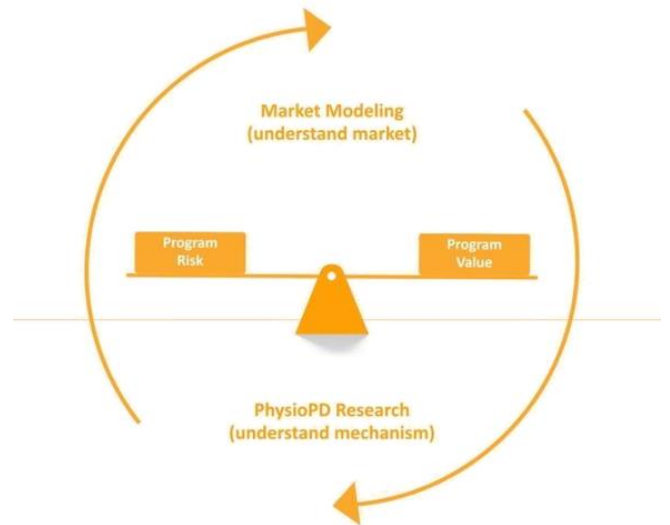 Market Modeling
(understand market)
Program
Risk
Program
Value
PhysioPD Research
(understand mechanism)